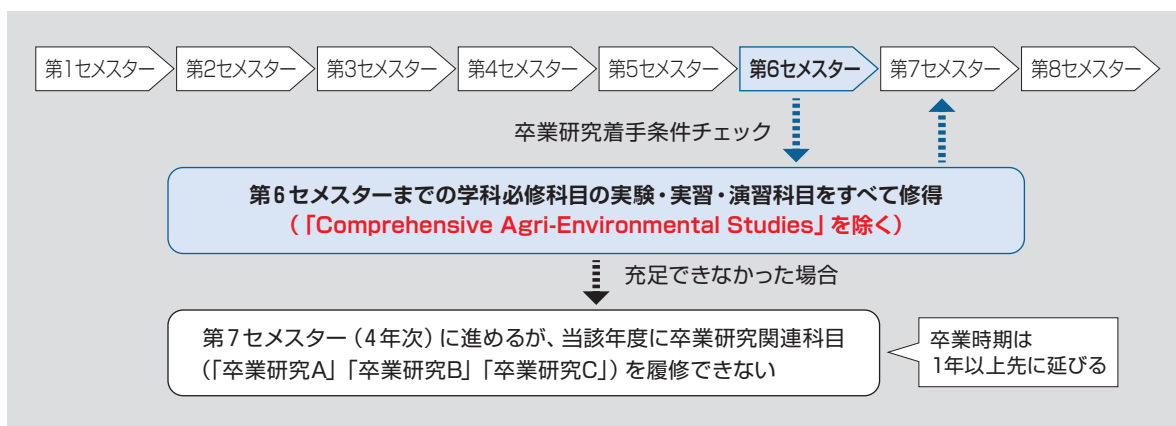 第1セメスター
第2セメスター
第3セメスター
第4セメスター
第5セメスター
第6セメスター
第7セメスター
第8セメスター
卒業研究着手条件チェック
第6セメスターまでの学科必修科目の実験・実習・演習科目をすべて修得
(「Comprehensive Agri-Environmental Studies」を除く)
充足できなかった場合
第7セメスター(4年次)に進めるが、当該年度に卒業研究関連科目
(「卒業研究A」「卒業研究B」「卒業研究C」)を履修できない
卒業時期は
1年以上先に延びる